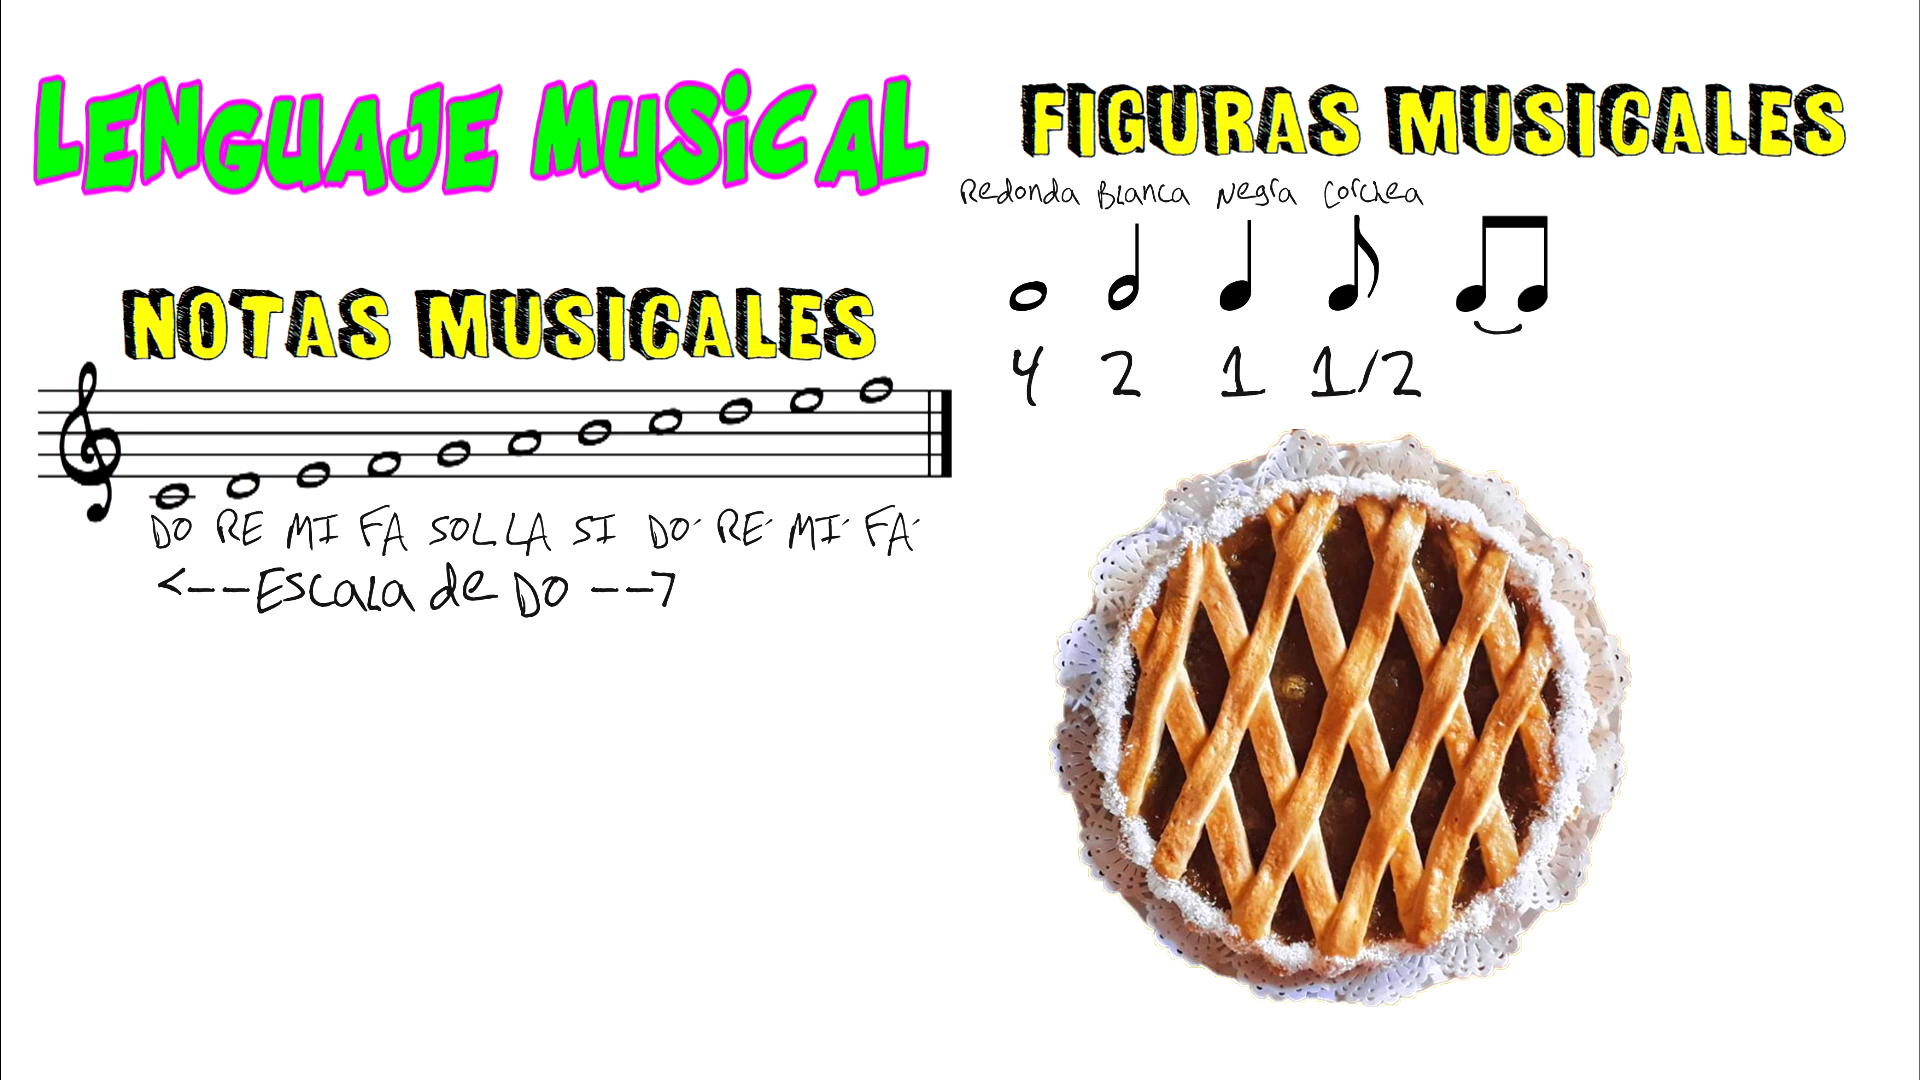 LENGUAJE MUSiCAL
NOTAS MUSICALES
DO RE MI FA SOL LA SI DO´ RE´ MI´ FA´
<--Escala de DO -->
FIGURAS MUSICALES
Redonda Blanca Negra Corchea
4 2 1 1/2